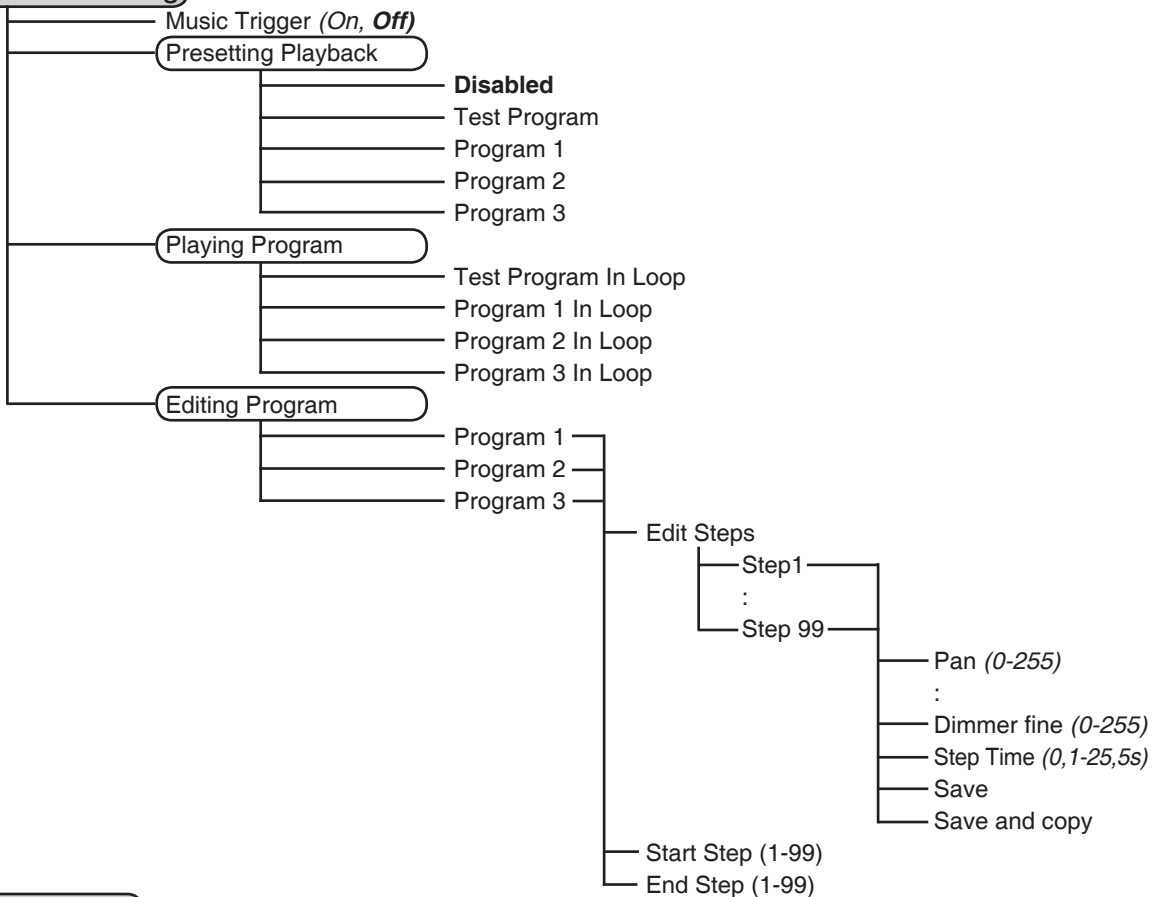 Music Trigger (On, Off)
Presetting Playback
Disabled
Test Program
Program 1
Program 2
Program 3
Playing Program
Test Program In Loop
Program 1 In Loop
Program 2 In Loop
Program 3 In Loop
Editing Program
Program 1
Program 2
Program 3
Edit Steps
Step1
:
Step 99
Pan (0-255)
:
Dimmer fine (0-255)
Step Time (0,1-25,5s)
Save
Save and copy
Start Step (1-99)
End Step (1-99)